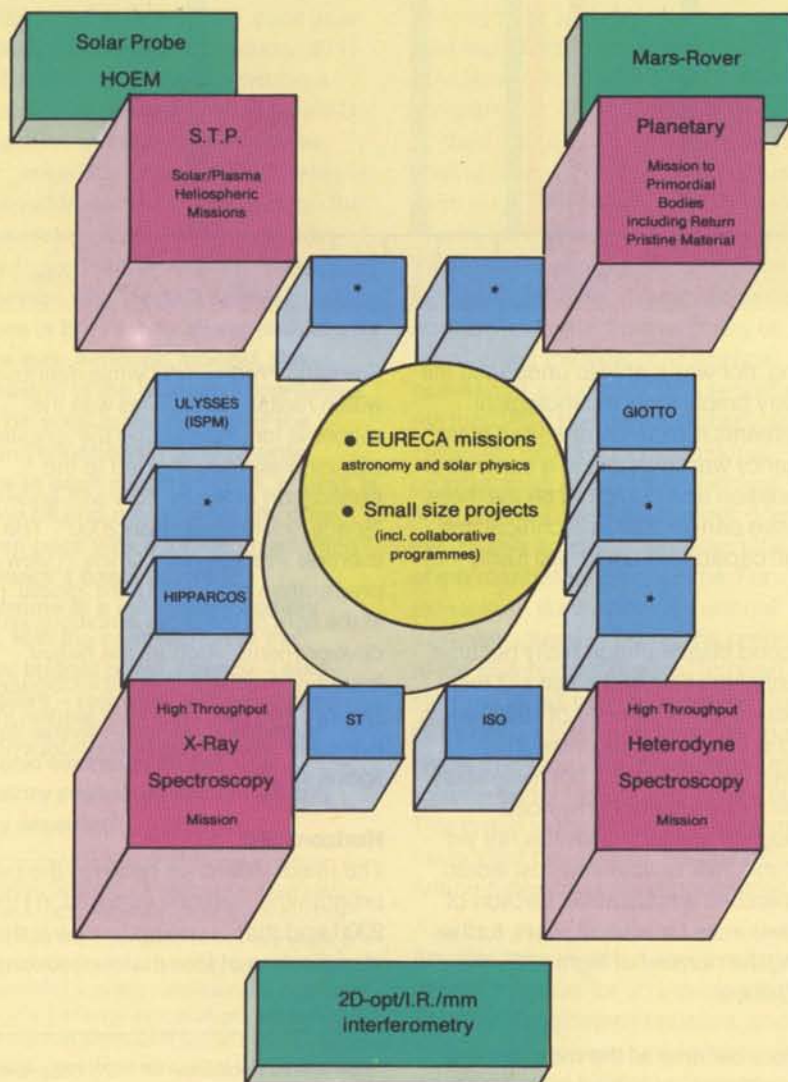 Solar Probe
HOEM
S.T.P.
Solar/Plasma
Heliospheric
Missions
Mars-Rover
Planetary
Mission to
Primordial
Bodies
including Return
Pristine Material
*
*
ULYSSES
(ISPM)
*
HIPPARCOS
● EURECA missions
astronomy and solar physics
● Small size projects
(incl. collaborative
programmes)
GIOTTO
*
*
High Throughput
X-Ray
Spectroscopy
Mission
ST
ISO
High Throughput
Heterodyne
Spectroscopy
Mission
2D-opt/I.R./mm
interferometry